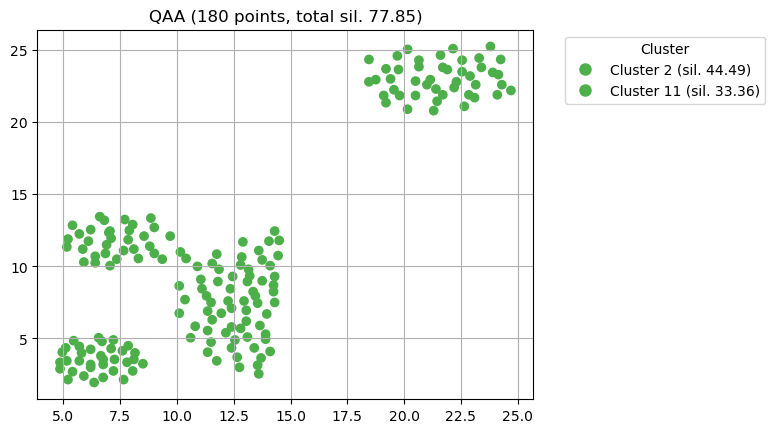 QAA (180 points, total sil. 77.85)
Cluster
Cluster 2 (sil. 44.49)
Cluster 11 (sil. 33.36)
25
20
15
10
5
5.0 7.5 10.0 12.5 15.0 17.5 20.0 22.5 25.0